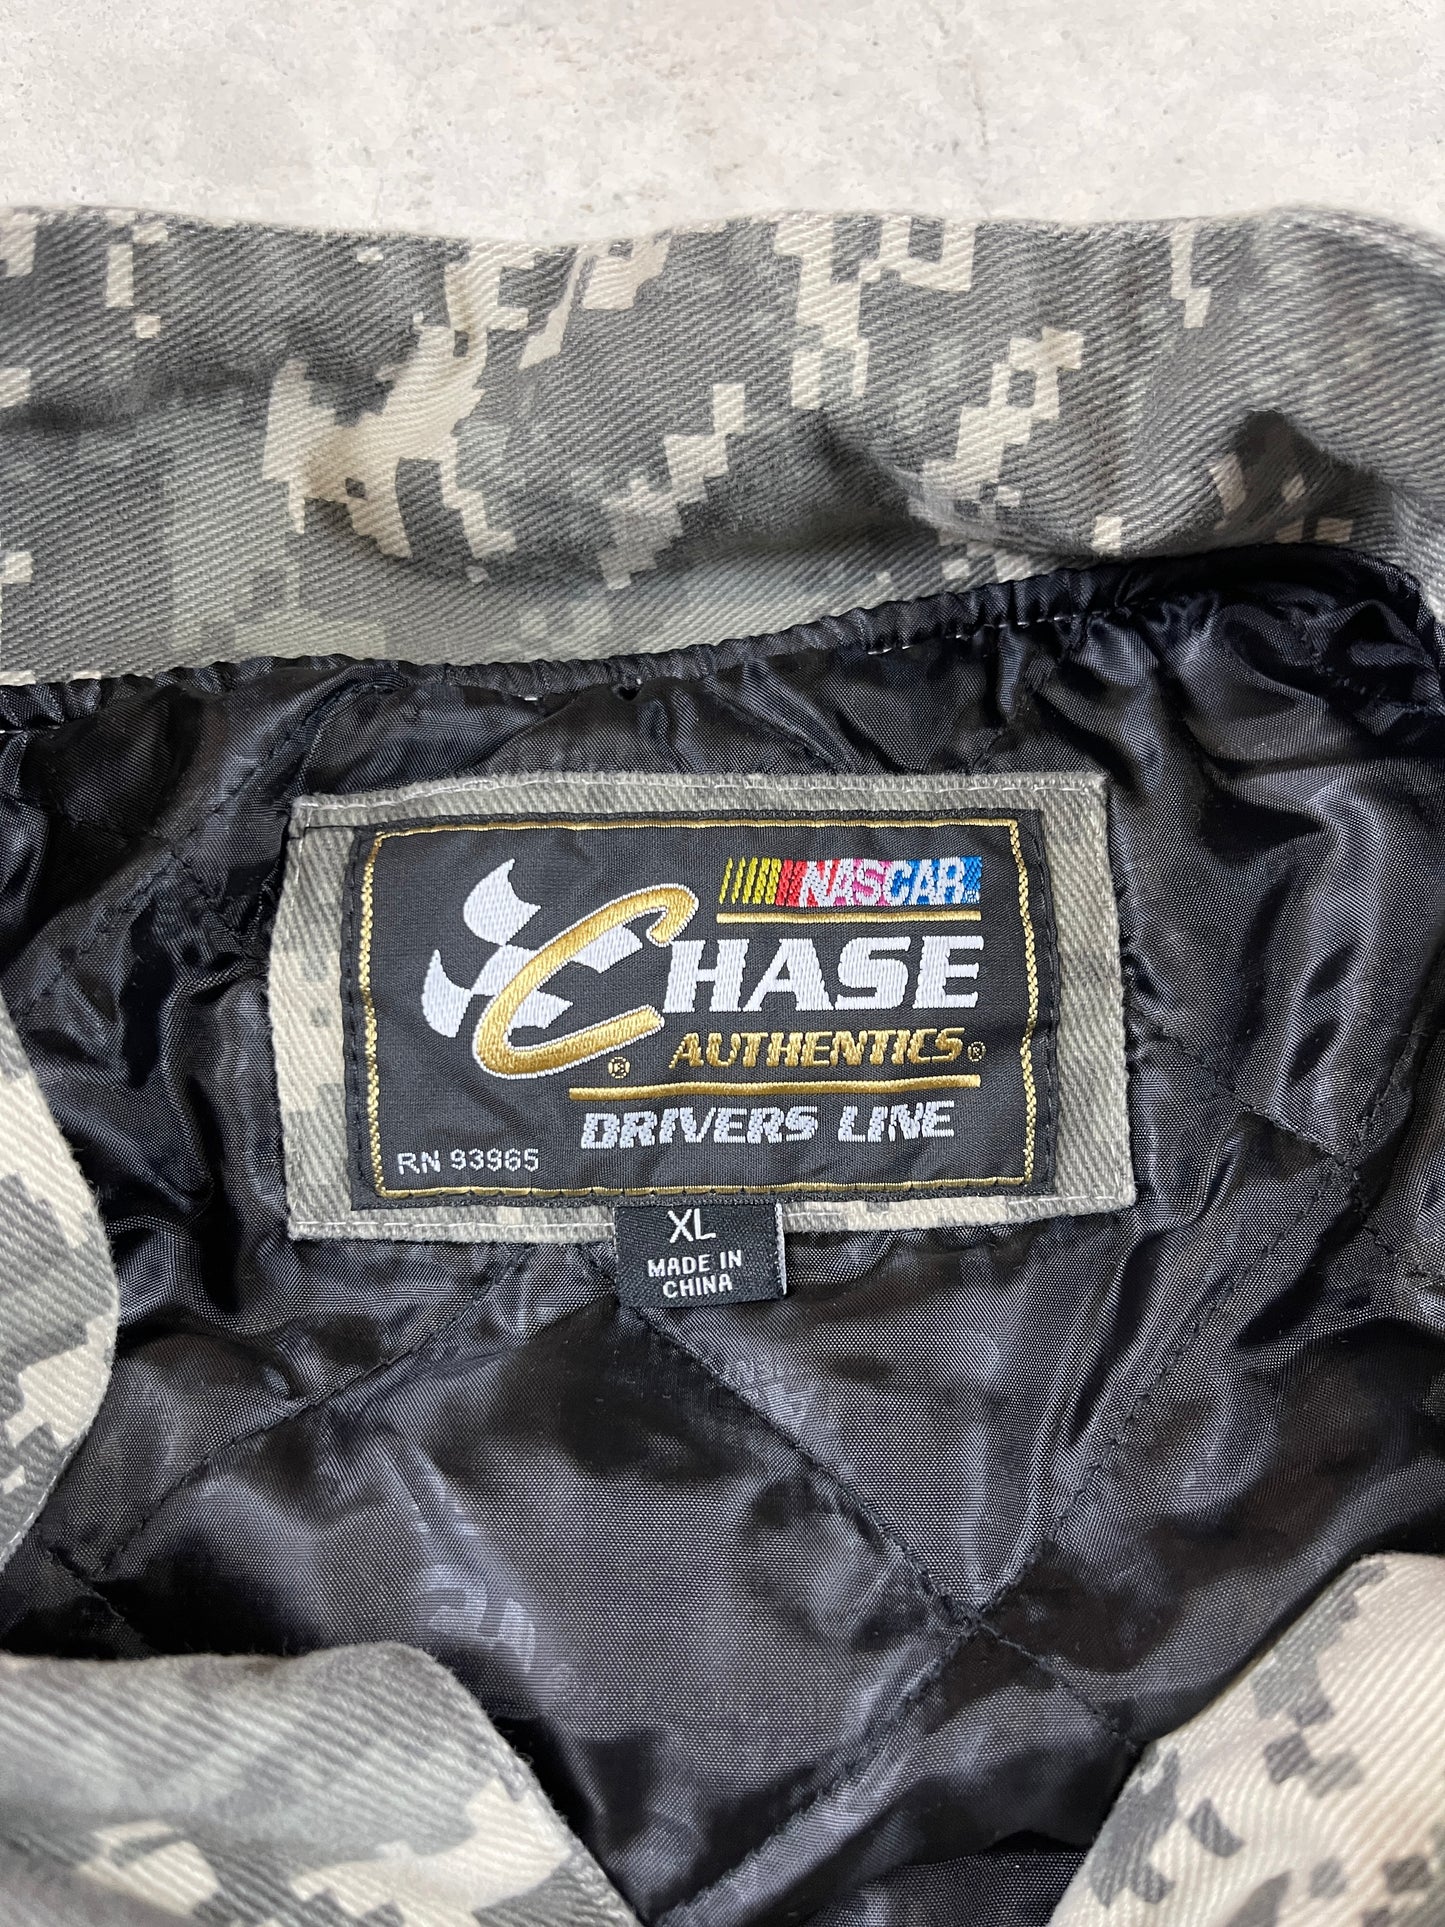 NASCAR®
CHASE
® AUTHENTICS®
DRIVERS LINE
RN 93965
XL
MADE IN
CHINA